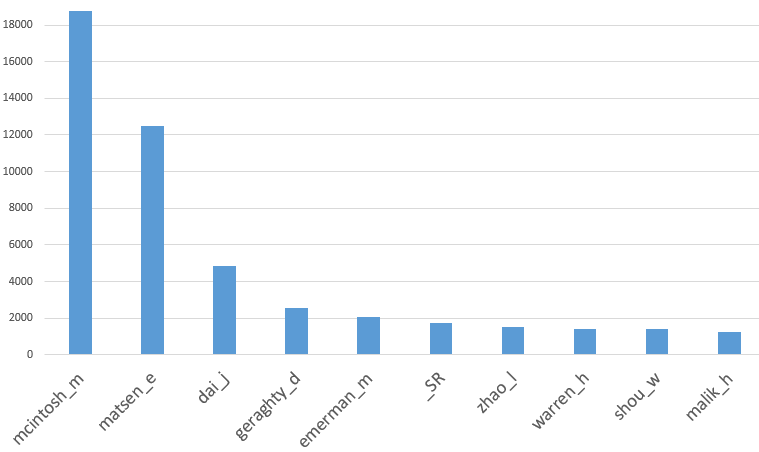 18000
16000
14000
12000
10000
8000
6000
4000
2000
0
mcintosh_m
matsen_e
dai_j
geraghty_d
emerman_m
_SR
zhao_l
warren_h
shou_w
malik_h